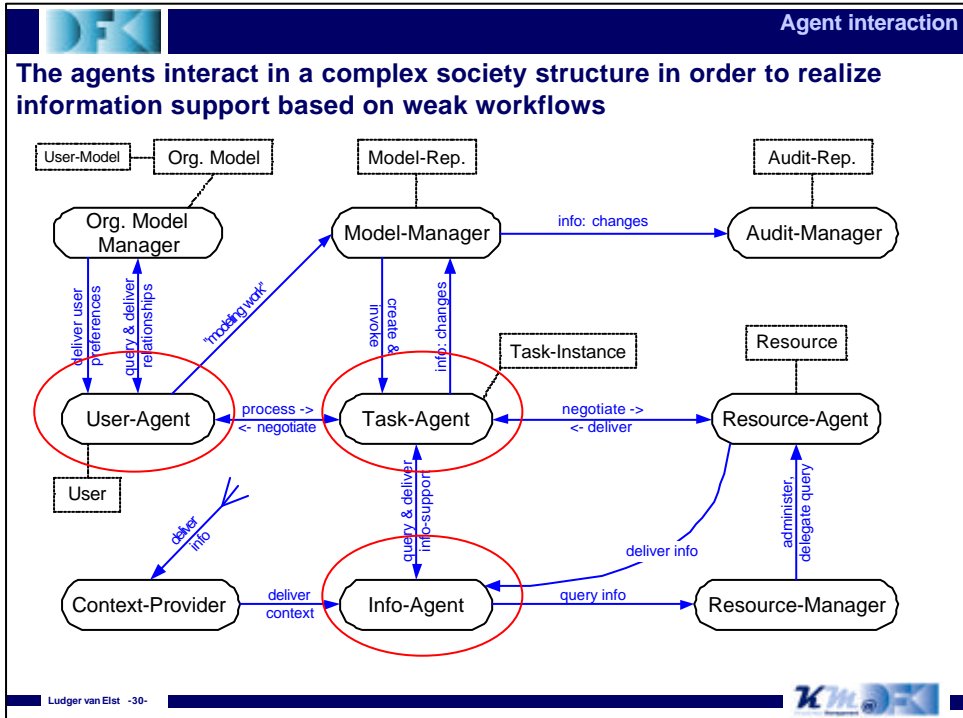 DFKI
Agent interaction
The agents interact in a complex society structure in order to realize
information support based on weak workflows
User-Model
Org. Model
Model-Rep.
Audit-Rep.
Org. Model
Manager
Model-Manager
info: changes
Audit-Manager
deliver user
preferences
query & deliver
relationships
"modeling work"
create &
invoke
info: changes
Task-Instance
Resource
User-Agent
process ->
<- negotiate
Task-Agent
negotiate ->
<- deliver
Resource-Agent
User
deliver
info
query & deliver
info-support
deliver info
administer,
delegate query
Context-Provider
deliver
context
Info-Agent
query info
Resource-Manager
Ludger van Elst -30-
KM@DFKI